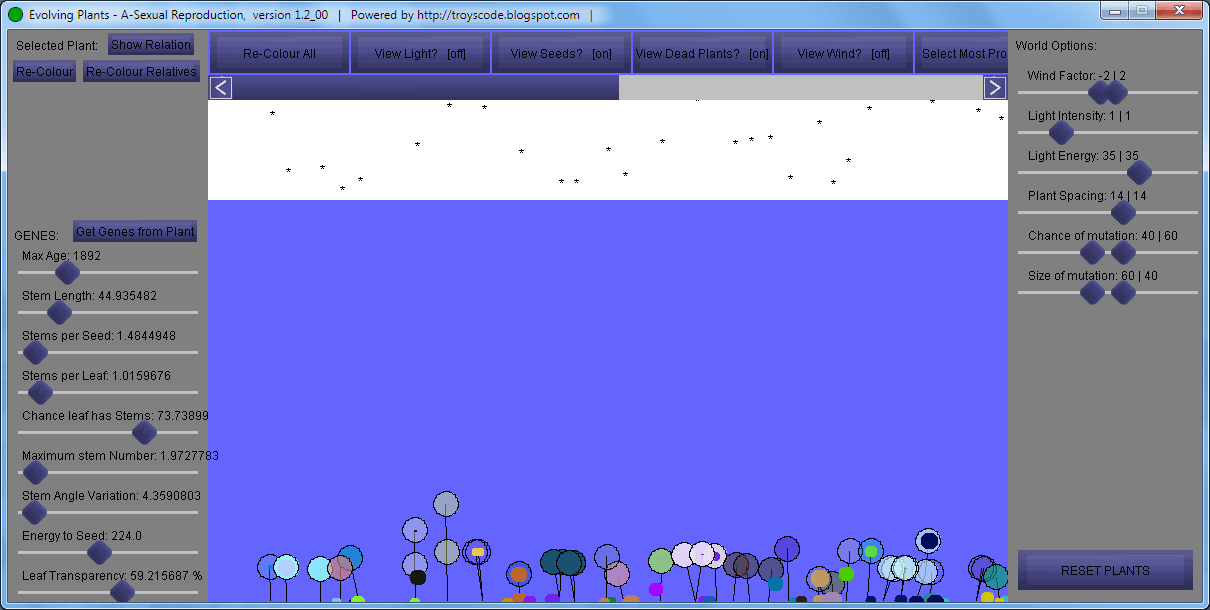 Evolving Plants - A-Sexual Reproduction, version 1.2_00 | Powered by http://troyscode.blogspot.com |
Selected Plant: Show Relation
Re-Colour Re-Colour Relatives
Re-Colour All View Light? [off] View Seeds? [on] View Dead Plants? [on] View Wind? [off] Select Most Pro
< >
GENES: Get Genes from Plant
Max Age: 1892
Stem Length: 44.935482
Stems per Seed: 1.4844948
Stems per Leaf: 1.0159676
Chance leaf has Stems: 73.73899
Maximum stem Number: 1.9727783
Stem Angle Variation: 4.3590803
Energy to Seed: 224.0
Leaf Transparency: 59.215687 %
World Options:
Wind Factor: -2 | 2
Light Intensity: 1 | 1
Light Energy: 35 | 35
Plant Spacing: 14 | 14
Chance of mutation: 40 | 60
Size of mutation: 60 | 40
RESET PLANTS